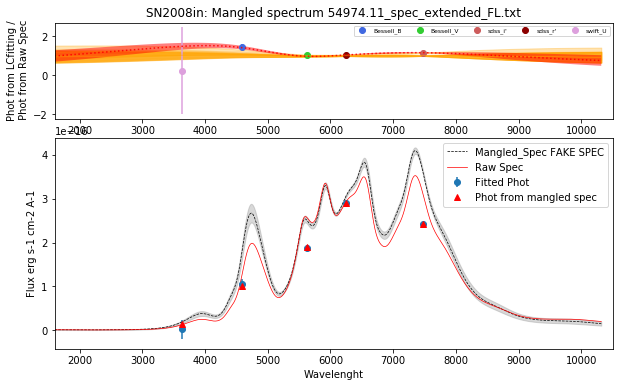 SN2008in: Mangled spectrum 54974.11_spec_extended_FL.txt
Phot from LCfitting /
Phot from Raw Spec
2
0
−2
Bessell_B
Bessell_V
sdss_i'
sdss_r'
swift_U
2000 3000 4000 5000 6000 7000 8000 9000 10000
1e−16
Flux erg s-1 cm-2 A-1
4
3
2
1
0
Mangled_Spec FAKE SPEC
Raw Spec
Fitted Phot
Phot from mangled spec
2000 3000 4000 5000 6000 7000 8000 9000 10000
Wavelenght